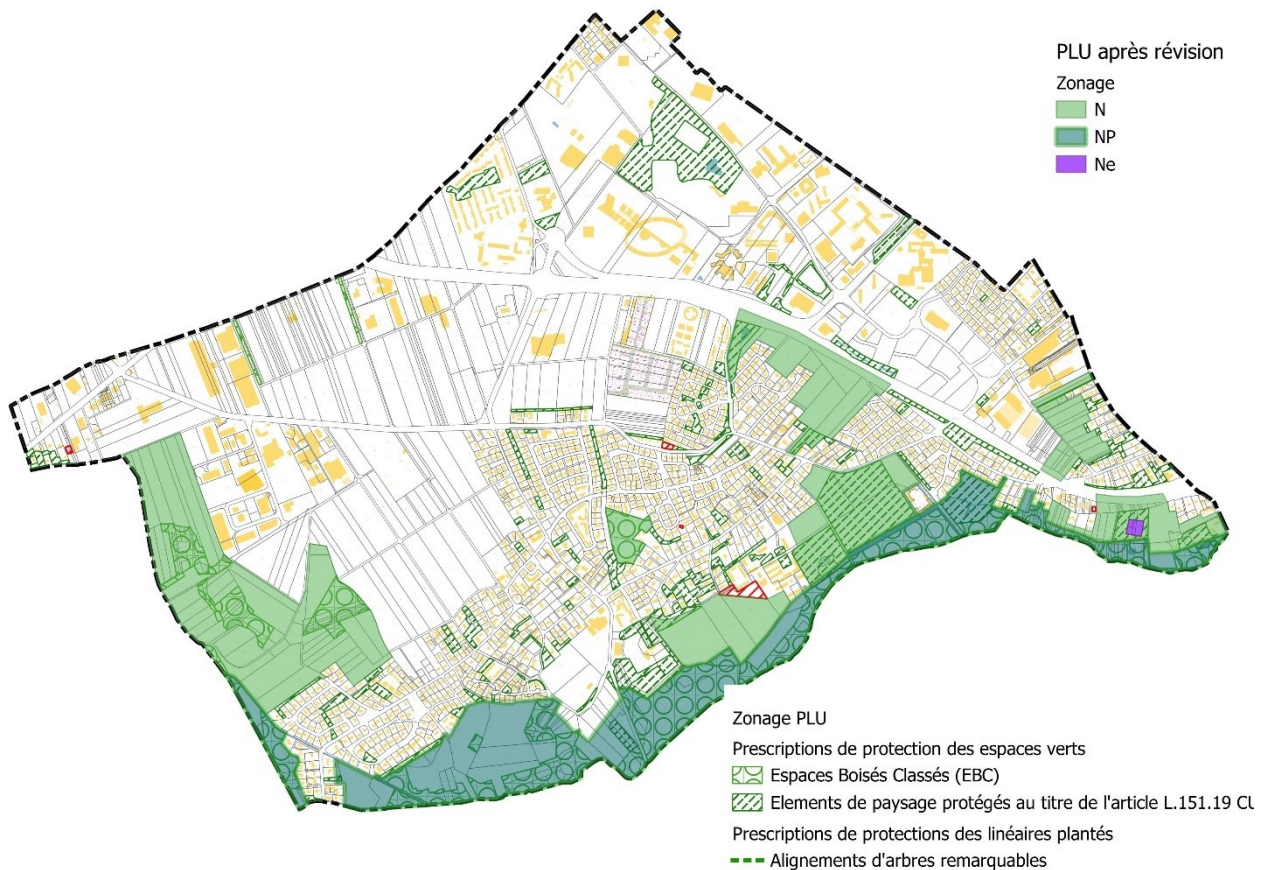 PLU après révision
Zonage
N
NP
Ne
Zonage PLU
Prescriptions de protection des espaces verts
Espaces Boisés Classés (EBC)
Elements de paysage protégés au titre de l'article L.151.19 CU
Prescriptions de protections des linéaires plantés
Alignements d'arbres remarquables